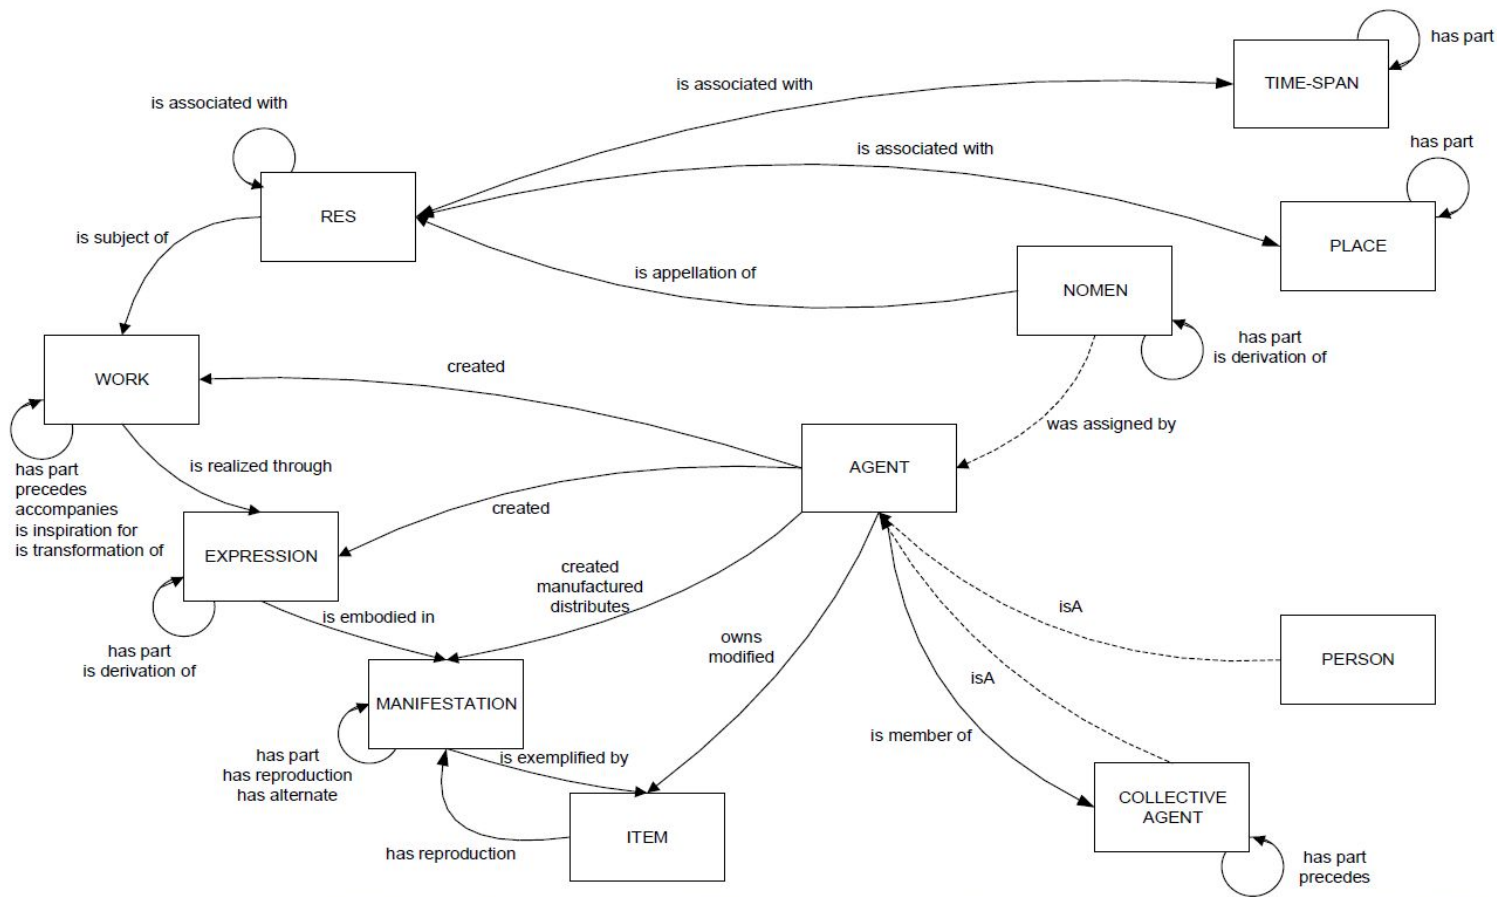 has part
TIME-SPAN
is associated with
is associated with
has part
is associated with
RES
PLACE
is subject of
is appellation of
NOMEN
has part
is derivation of
created
WORK
was assigned by
AGENT
has part
precedes
accompanies
is inspiration for
is transformation of
is realized through
created
EXPRESSION
created
manufactured
distributes
isA
is embodied in
has part
is derivation of
owns
modified
PERSON
isA
MANIFESTATION
is member of
has part
has reproduction
has alternate
is exemplified by
COLLECTIVE
AGENT
ITEM
has reproduction
has part
precedes